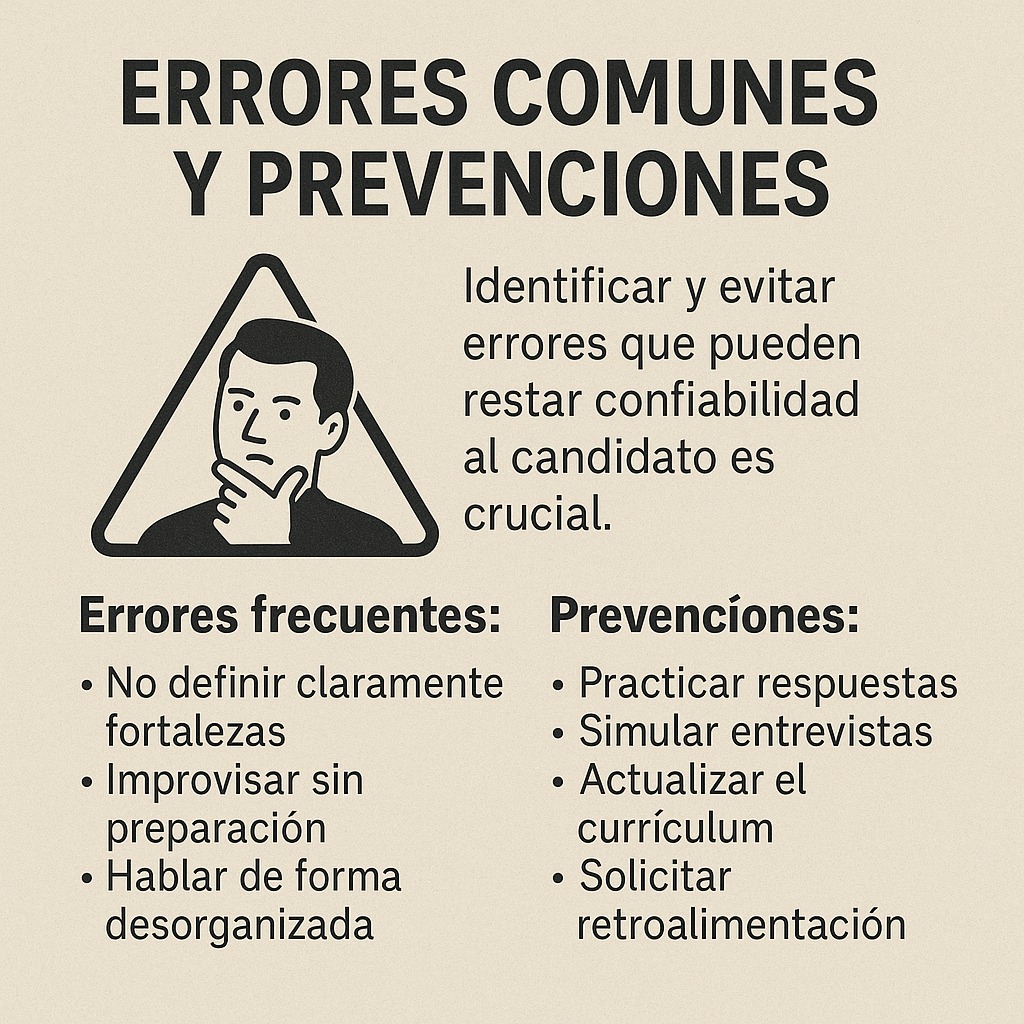 ERRORES COMUNES
Y PREVENCIONES
Identificar y evitar
errores que pueden
restar confiabilidad
al candidato es
crucial.
Errores frecuentes:
• No definir claramente
fortalezas
• Improvisar sin
preparación
• Hablar de forma
desorganizada
Prevencíones:
• Practicar respuestas
• Simular entrevistas
• Actualizar el
currículum
• Solicitar
retroalimentación